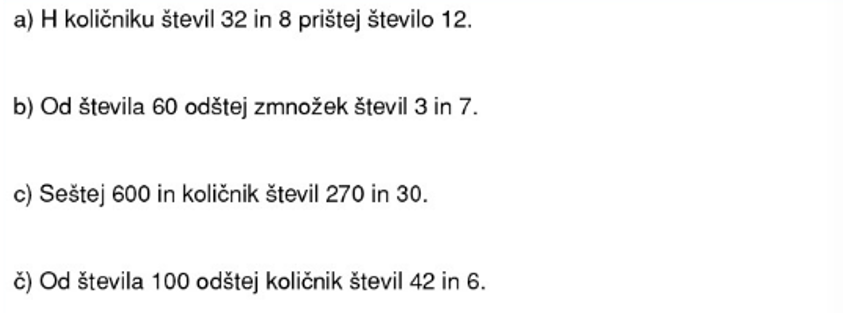 a) H količniku števil 32 in 8 prištej število 12.
b) Od števila 60 odštej zmnožek števil 3 in 7.
c) Seštej 600 in količnik števil 270 in 30.
č) Od števila 100 odštej količnik števil 42 in 6.